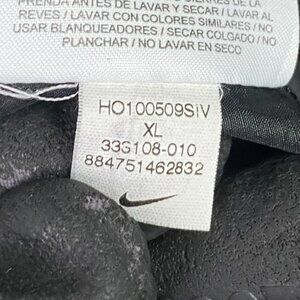 PRENDA ANTES DE LAVAR Y SECAR / LAVAR AL
REVES / LAVAR CON COLORES SIMILARES / NO
USAR BLANQUEADORES / SECAR COLGADO / NO
PLANCHAR / NO LAVAR EN SECO
HO100509SIV
XL
33G108-010
884751462832